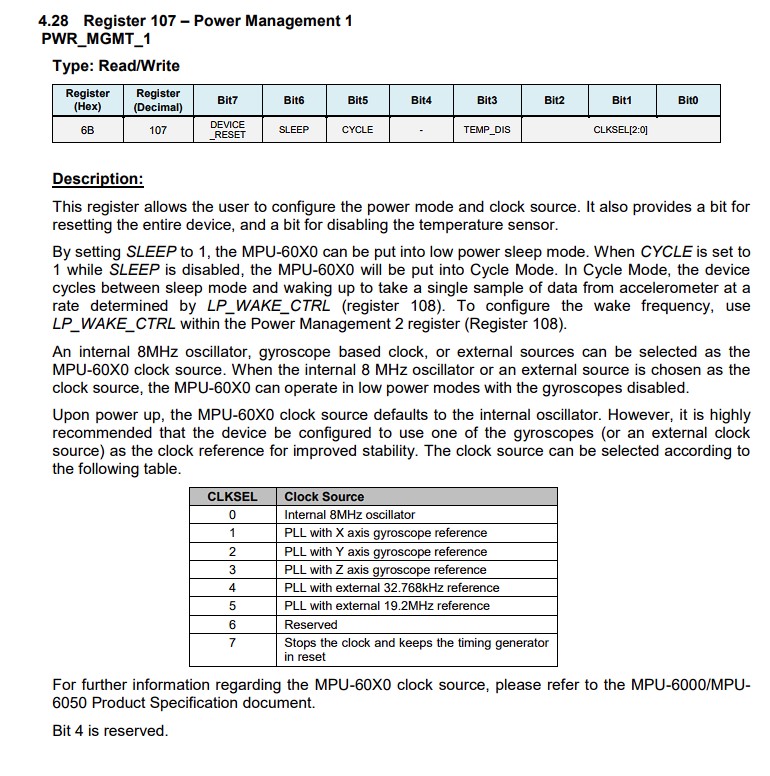 4.28 Register 107 – Power Management 1
PWR_MGMT_1
Type: Read/Write
Register (Hex) Register (Decimal) Bit7 Bit6 Bit5 Bit4 Bit3 Bit2 Bit1 Bit0
6B 107 DEVICE _RESET SLEEP CYCLE - TEMP_DIS CLKSEL[2:0]
Description:
This register allows the user to configure the power mode and clock source. It also provides a bit for
resetting the entire device, and a bit for disabling the temperature sensor.
By setting SLEEP to 1, the MPU-60X0 can be put into low power sleep mode. When CYCLE is set to
1 while SLEEP is disabled, the MPU-60X0 will be put into Cycle Mode. In Cycle Mode, the device
cycles between sleep mode and waking up to take a single sample of data from accelerometer at a
rate determined by LP_WAKE_CTRL (register 108). To configure the wake frequency, use
LP_WAKE_CTRL within the Power Management 2 register (Register 108).
An internal 8MHz oscillator, gyroscope based clock, or external sources can be selected as the
MPU-60X0 clock source. When the internal 8 MHz oscillator or an external source is chosen as the
clock source, the MPU-60X0 can operate in low power modes with the gyroscopes disabled.
Upon power up, the MPU-60X0 clock source defaults to the internal oscillator. However, it is highly
recommended that the device be configured to use one of the gyroscopes (or an external clock
source) as the clock reference for improved stability. The clock source can be selected according to
the following table.
CLKSEL Clock Source
0 Internal 8MHz oscillator
1 PLL with X axis gyroscope reference
2 PLL with Y axis gyroscope reference
3 PLL with Z axis gyroscope reference
4 PLL with external 32.768kHz reference
5 PLL with external 19.2MHz reference
6 Reserved
7 Stops the clock and keeps the timing generator
in reset
For further information regarding the MPU-60X0 clock source, please refer to the MPU-6000/MPU-
6050 Product Specification document.
Bit 4 is reserved.